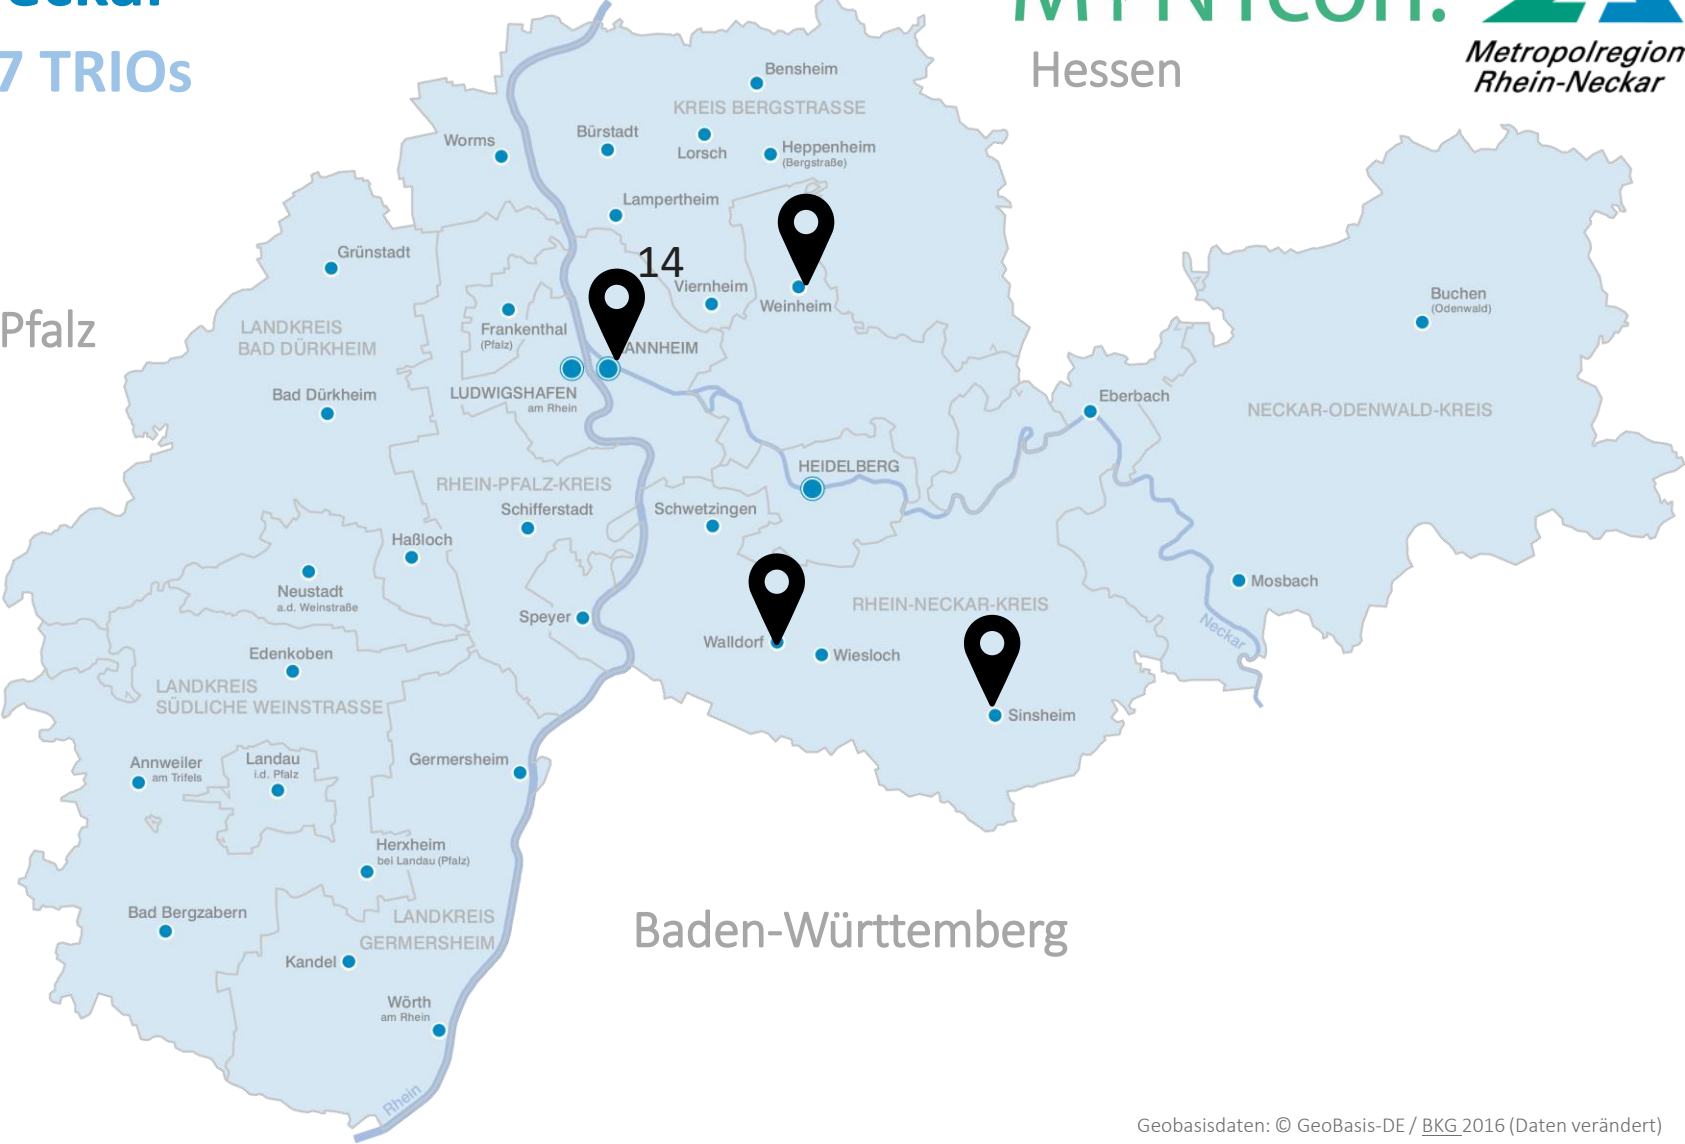 7 TRIOs
Hessen
Metropolregion
Rhein-Neckar
Bensheim
KREIS BERGSTRASSE
Worms
Bürstadt
Lorsch
Heppenheim
(Bergstraße)
Lampertheim
Grünstadt
14
Viernheim
Weinheim
Buchen
(Odenwald)
Pfalz
LANDKREIS
BAD DÜRKHEIM
Frankenthal
(Pfalz)
ANNHEIM
Bad Dürkheim
LUDWIGSHAFEN
am Rhein
Eberbach
NECKAR-ODENWALD-KREIS
HEIDELBERG
RHEIN-PFALZ-KREIS
Schifferstadt
Schwetzingen
Haßloch
Neustadt
a.d. Weinstraße
Mosbach
RHEIN-NECKAR-KREIS
Speyer
Neckar
Walldorf
Wiesloch
Edenkoben
LANDKREIS
SÜDLICHE WEINSTRASSE
Sinsheim
Annweiler
am Trifels
Landau
i.d. Pfalz
Germersheim
Herxheim
bei Landau (Pfalz)
Bad Bergzabern
LANDKREIS
GERMERSHEIM
Baden-Württemberg
Kandel
Wörth
am Rhein
Rhein
Geobasisdaten: © GeoBasis-DE / BKG 2016 (Daten verändert)